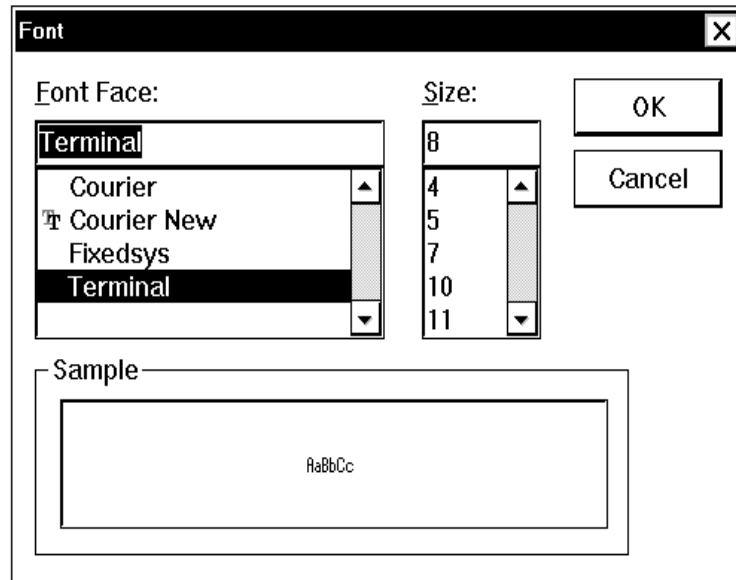 Font
Font Face:
Size:
OK
Terminal
8
Cancel
Courier
Courier New
Fixedsys
Terminal
4
5
7
10
11
Sample
AaBbCc